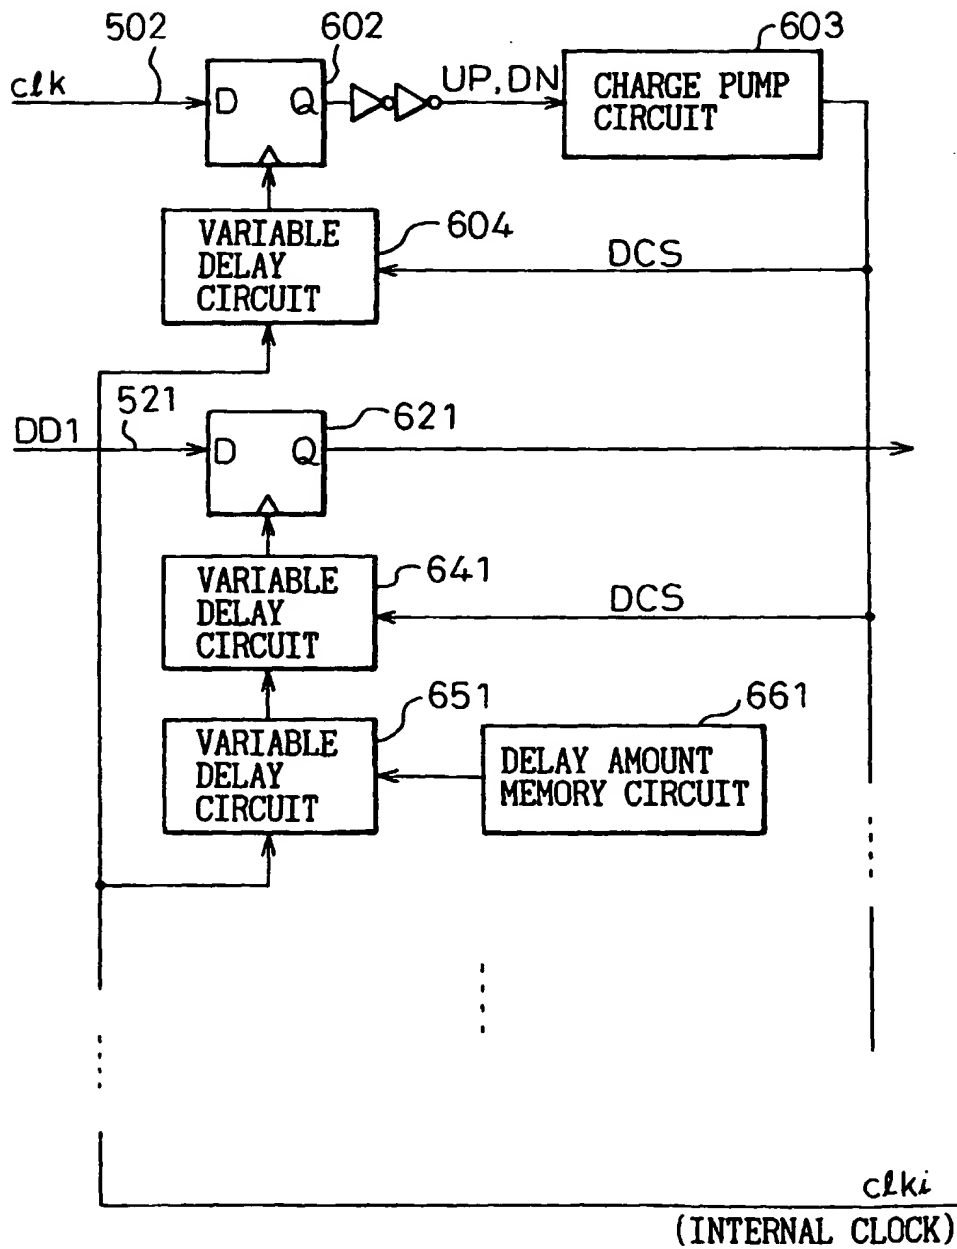 502
602
603
clk
D
Q
UP, DN
CHARGE PUMP
CIRCUIT
VARIABLE
DELAY
CIRCUIT
604
DCS
DD1
521
621
D
Q
VARIABLE
DELAY
CIRCUIT
641
DCS
651
661
VARIABLE
DELAY
CIRCUIT
DELAY AMOUNT
MEMORY CIRCUIT
clki
(INTERNAL CLOCK)